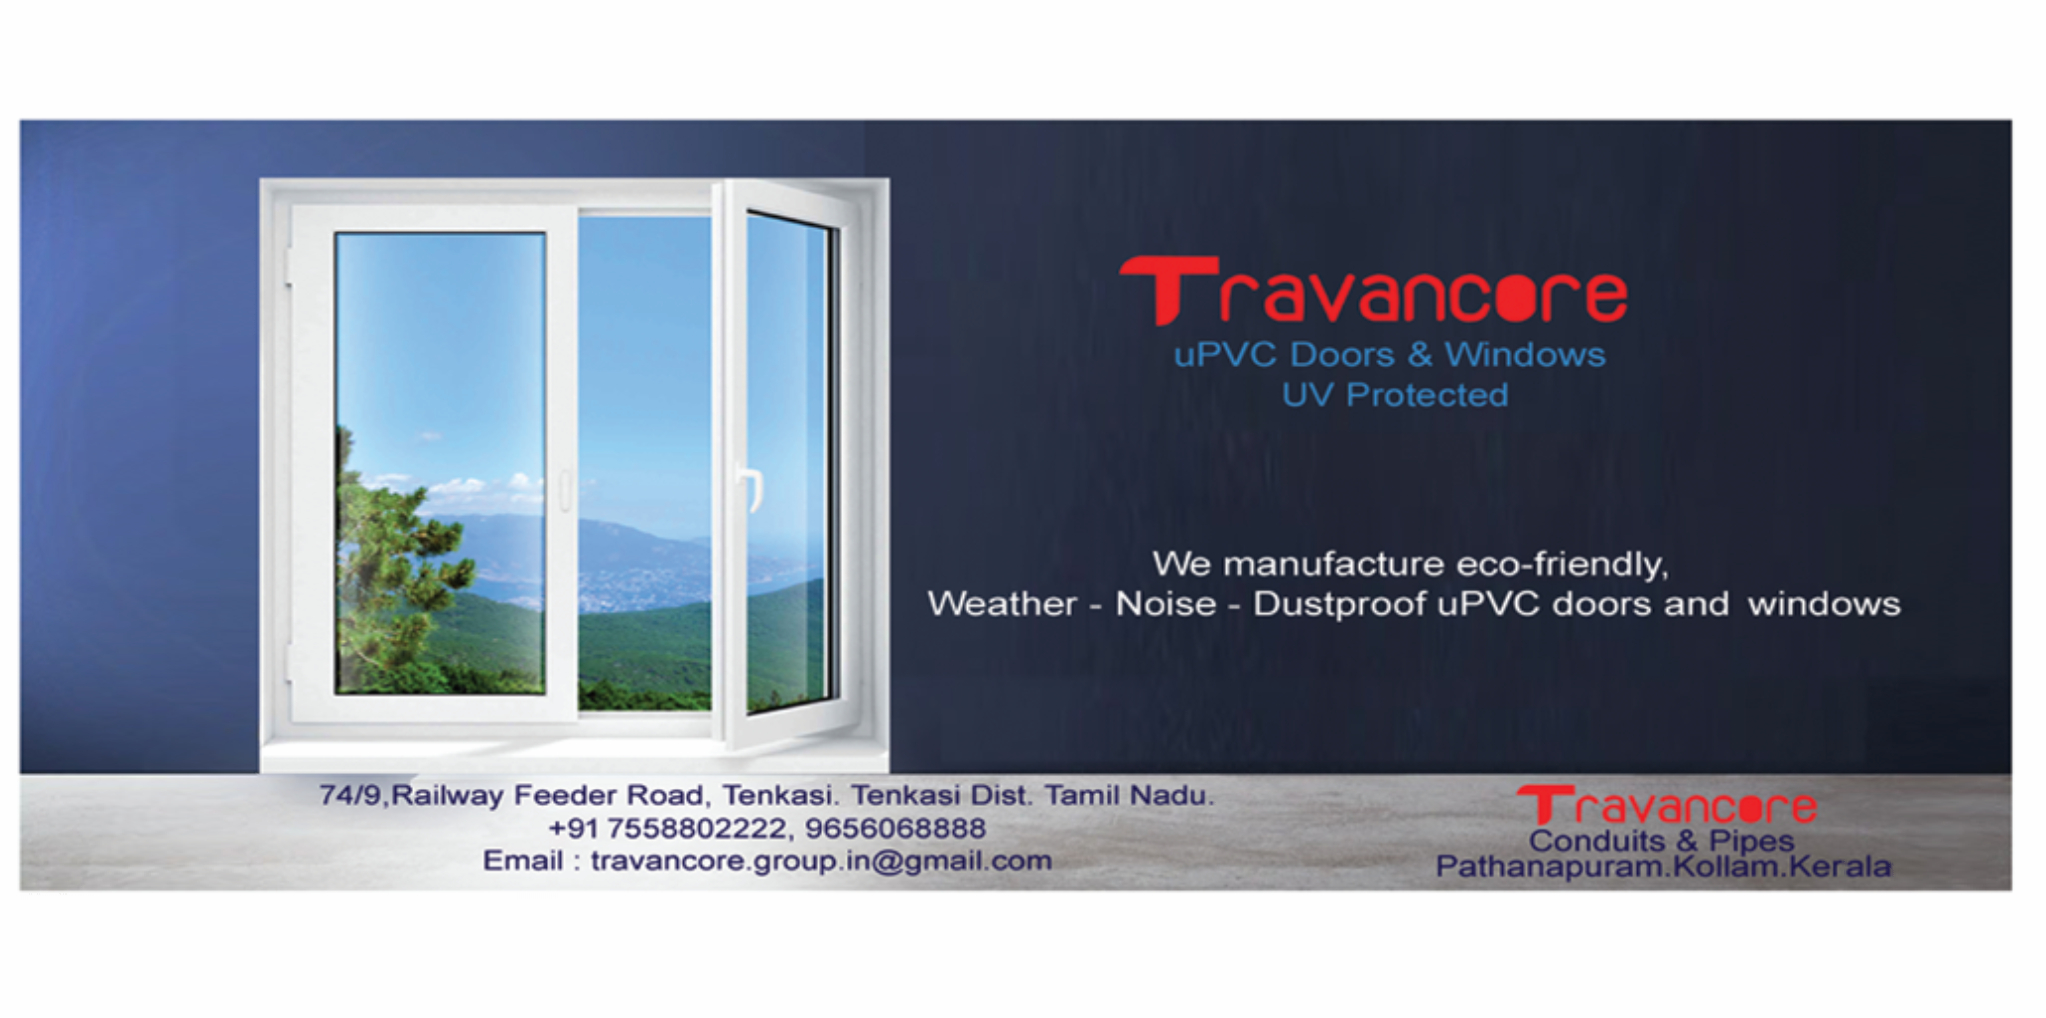 Travancore
uPVC Doors & Windows
UV Protected
We manufacture eco-friendly,
Weather - Noise - Dustproof uPVC doors and windows
74/9,Railway Feeder Road, Tenkasi. Tenkasi Dist. Tamil Nadu.
+91 7558802222, 9656068888
Email : travancore.group.in@gmail.com
Travancore
Conduits & Pipes
Pathanapuram.Kollam.Kerala